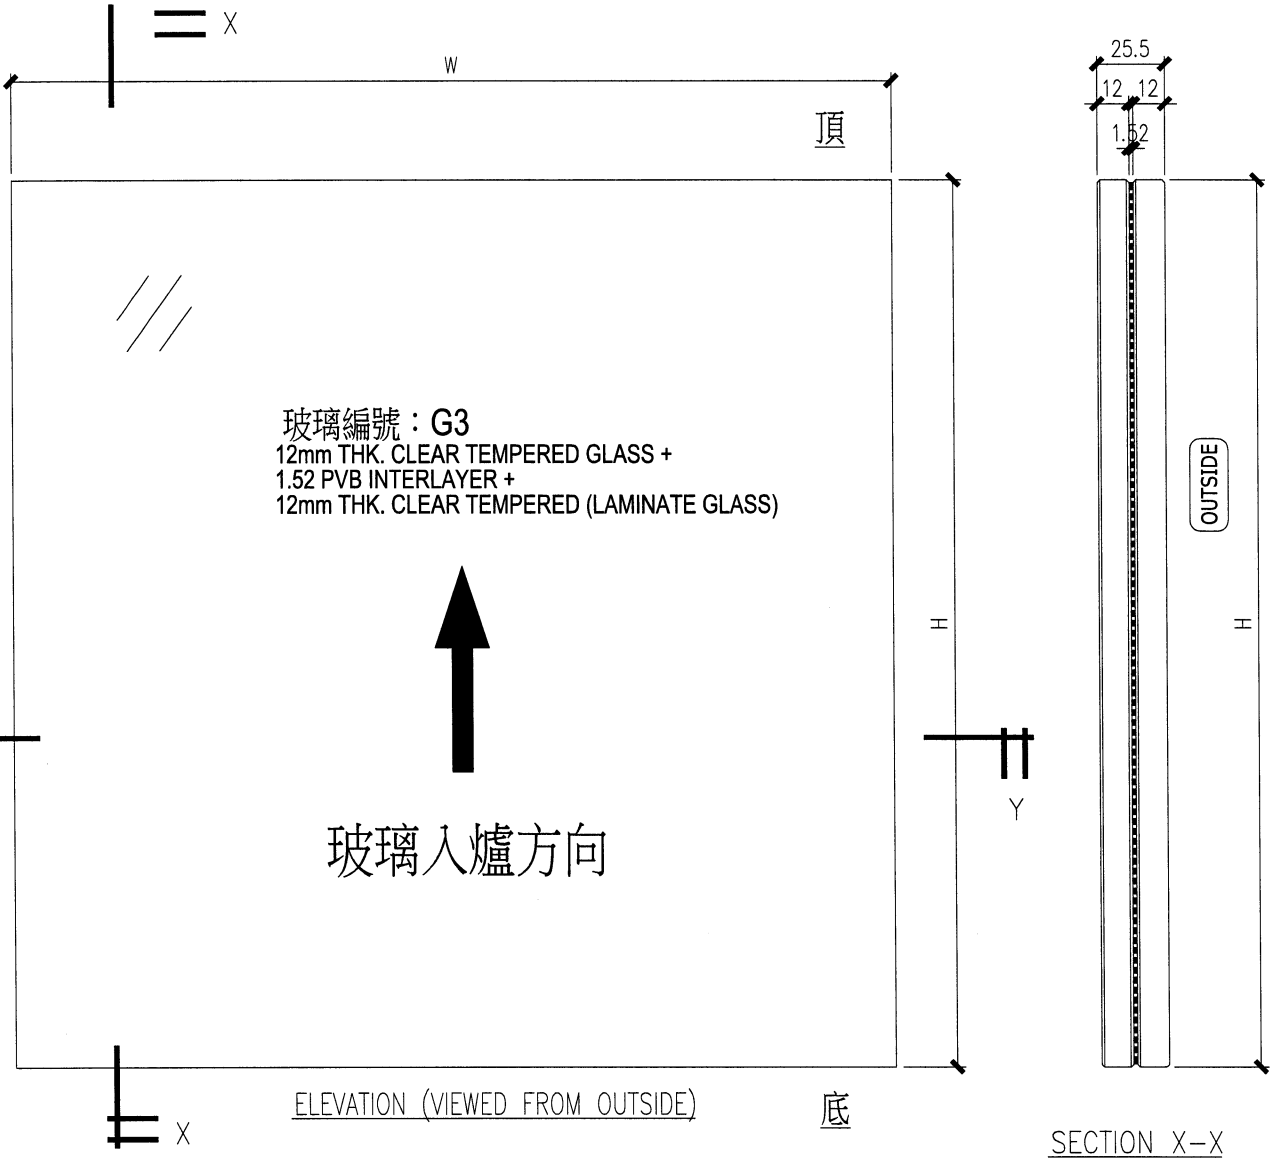 X
W
25.5
12 12
1.52
頂
玻璃編號：G3
12mm THK. CLEAR TEMPERED GLASS +
1.52 PVB INTERLAYER +
12mm THK. CLEAR TEMPERED (LAMINATE GLASS)
OUTSIDE
H
H
Y
玻璃入爐方向
ELEVATION (VIEWED FROM OUTSIDE)
底
X
SECTION X-X